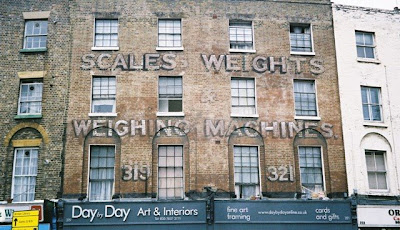 SCALES WEIGHTS
&
WEIGHING MACHINES
319 321
Day by Day Art & Interiors
fine art
framing
www.daybydayonline.co.uk
cards
and gifts